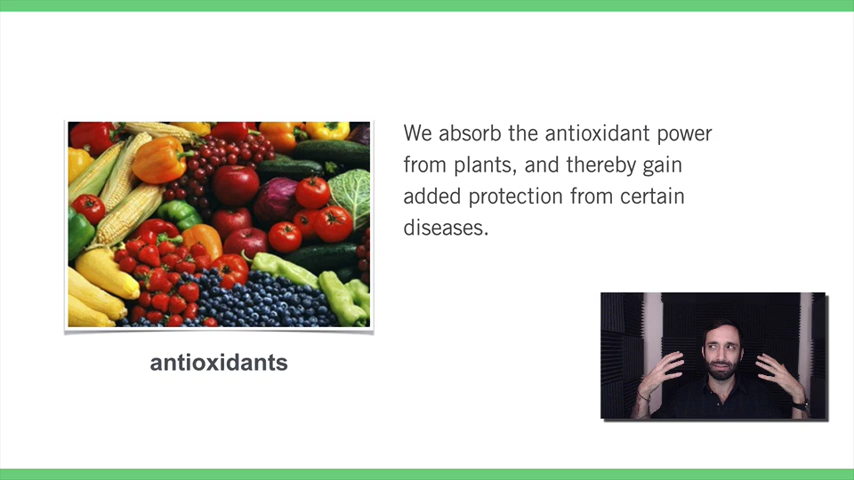 We absorb the antioxidant power
from plants, and thereby gain
added protection from certain
diseases.
antioxidants